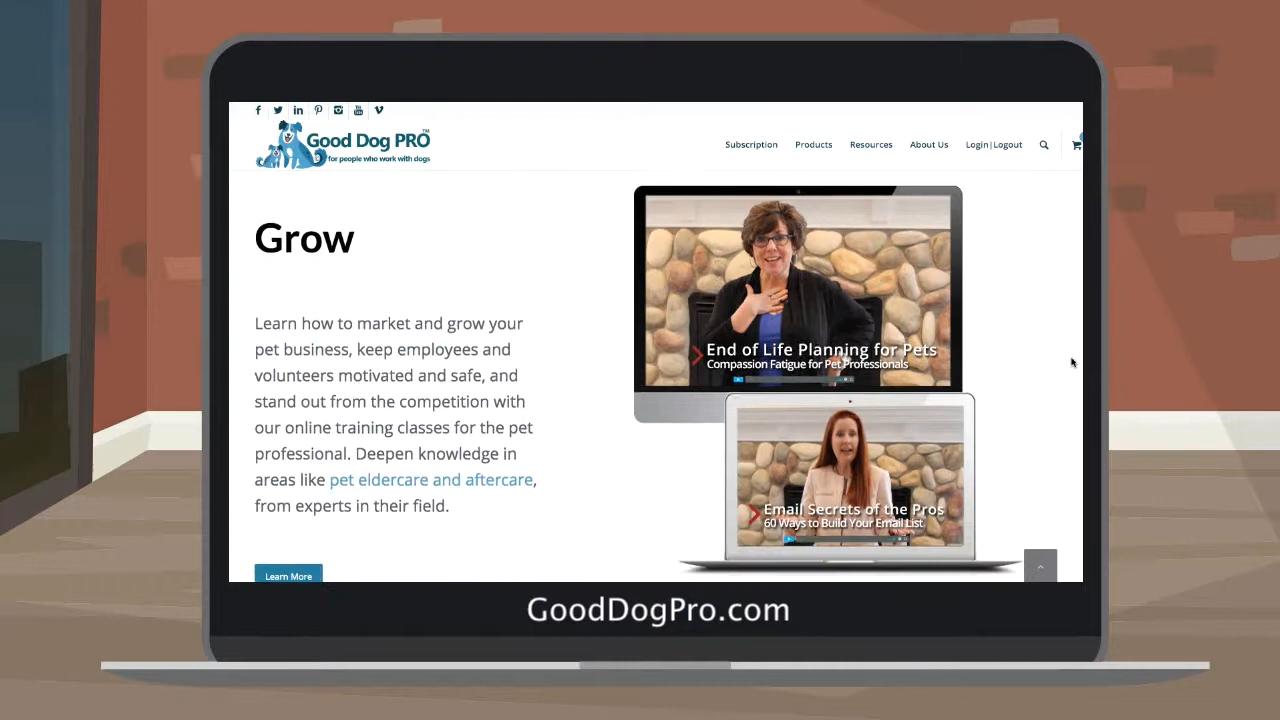 Good Dog PRO™
for people who work with dogs
Subscription Products Resources About Us Login|Logout
Grow
Learn how to market and grow your
pet business, keep employees and
volunteers motivated and safe, and
stand out from the competition with
our online training classes for the pet
professional. Deepen knowledge in
areas like pet eldercare and aftercare,
from experts in their field.
Learn More
End of Life Planning for Pets
Compassion Fatigue for Pet Professionals
Email Secrets of the Pros
60 Ways to Build Your Email List
GoodDogPro.com